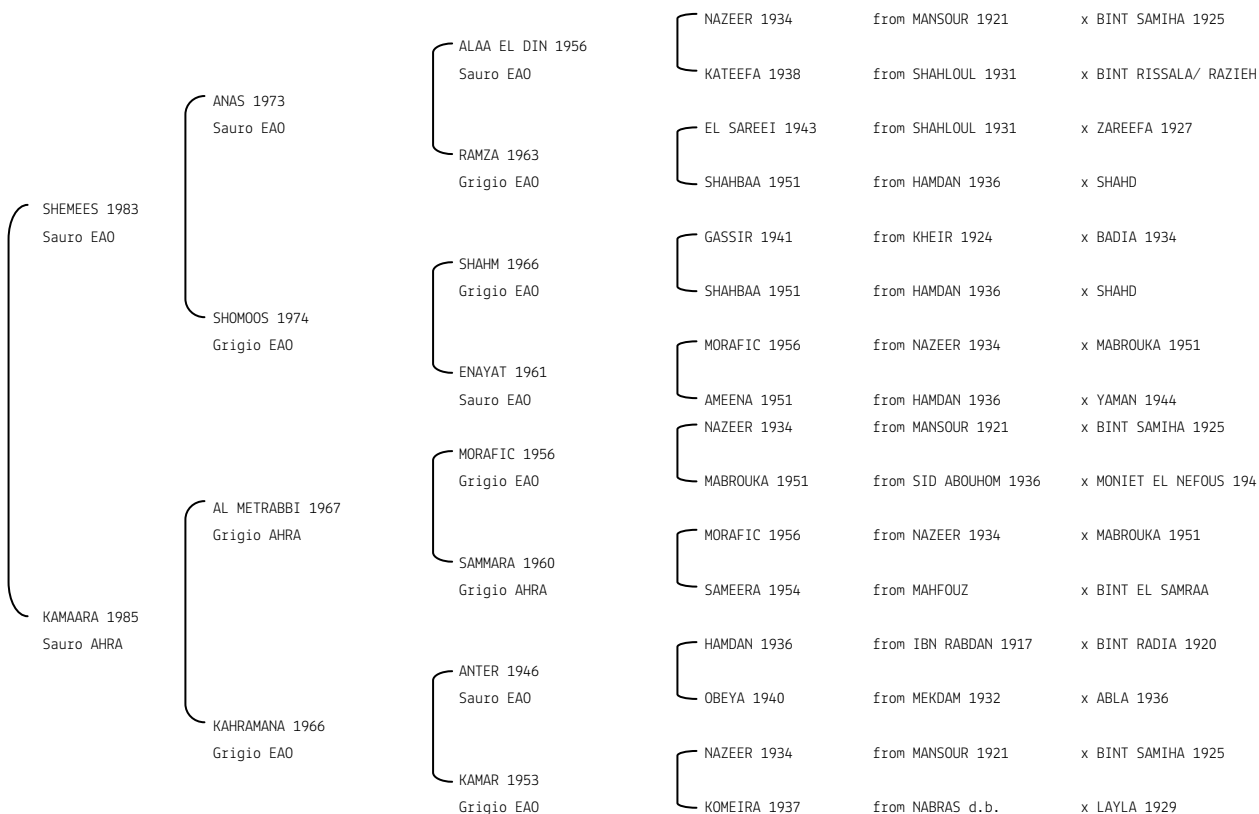 NAZEER 1934 from MANSOUR 1921 x BINT SAMIHA 1925
ALAA EL DIN 1956
Sauro EAO KATEEFA 1938 from SHAHLOUL 1931 x BINT RISSALA/ RAZIEH
ANAS 1973
Sauro EAO EL SAREEI 1943 from SHAHLOUL 1931 x ZAREEFA 1927
RAMZA 1963
Grigio EAO SHAHBAA 1951 from HAMDAN 1936 x SHAHD
SHEMEES 1983
Sauro EAO GASSIR 1941 from KHEIR 1924 x BADIA 1934
SHAHM 1966
Grigio EAO SHAHBAA 1951 from HAMDAN 1936 x SHAHD
SHOMOOS 1974
Grigio EAO MORAFIC 1956 from NAZEER 1934 x MABROUKA 1951
ENAYAT 1961
Sauro EAO AMEENA 1951 from HAMDAN 1936 x YAMAN 1944
NAZEER 1934 from MANSOUR 1921 x BINT SAMIHA 1925
MORAFIC 1956
Grigio EAO MABROUKA 1951 from SID ABOUHOM 1936 x MONIET EL NEFOUS 194
AL METRABBI 1967
Grigio AHRA MORAFIC 1956 from NAZEER 1934 x MABROUKA 1951
SAMMARA 1960
Grigio AHRA SAMEERA 1954 from MAHFOUZ x BINT EL SAMRAA
KAMAARA 1985
Sauro AHRA HAMDAN 1936 from IBN RABDAN 1917 x BINT RADIA 1920
ANTER 1946
Sauro EAO OBEYA 1940 from MEKDAM 1932 x ABLA 1936
KAHRAMANA 1966
Grigio EAO NAZEER 1934 from MANSOUR 1921 x BINT SAMIHA 1925
KAMAR 1953
Grigio EAO KOMEIRA 1937 from NABRAS d.b. x LAYLA 1929